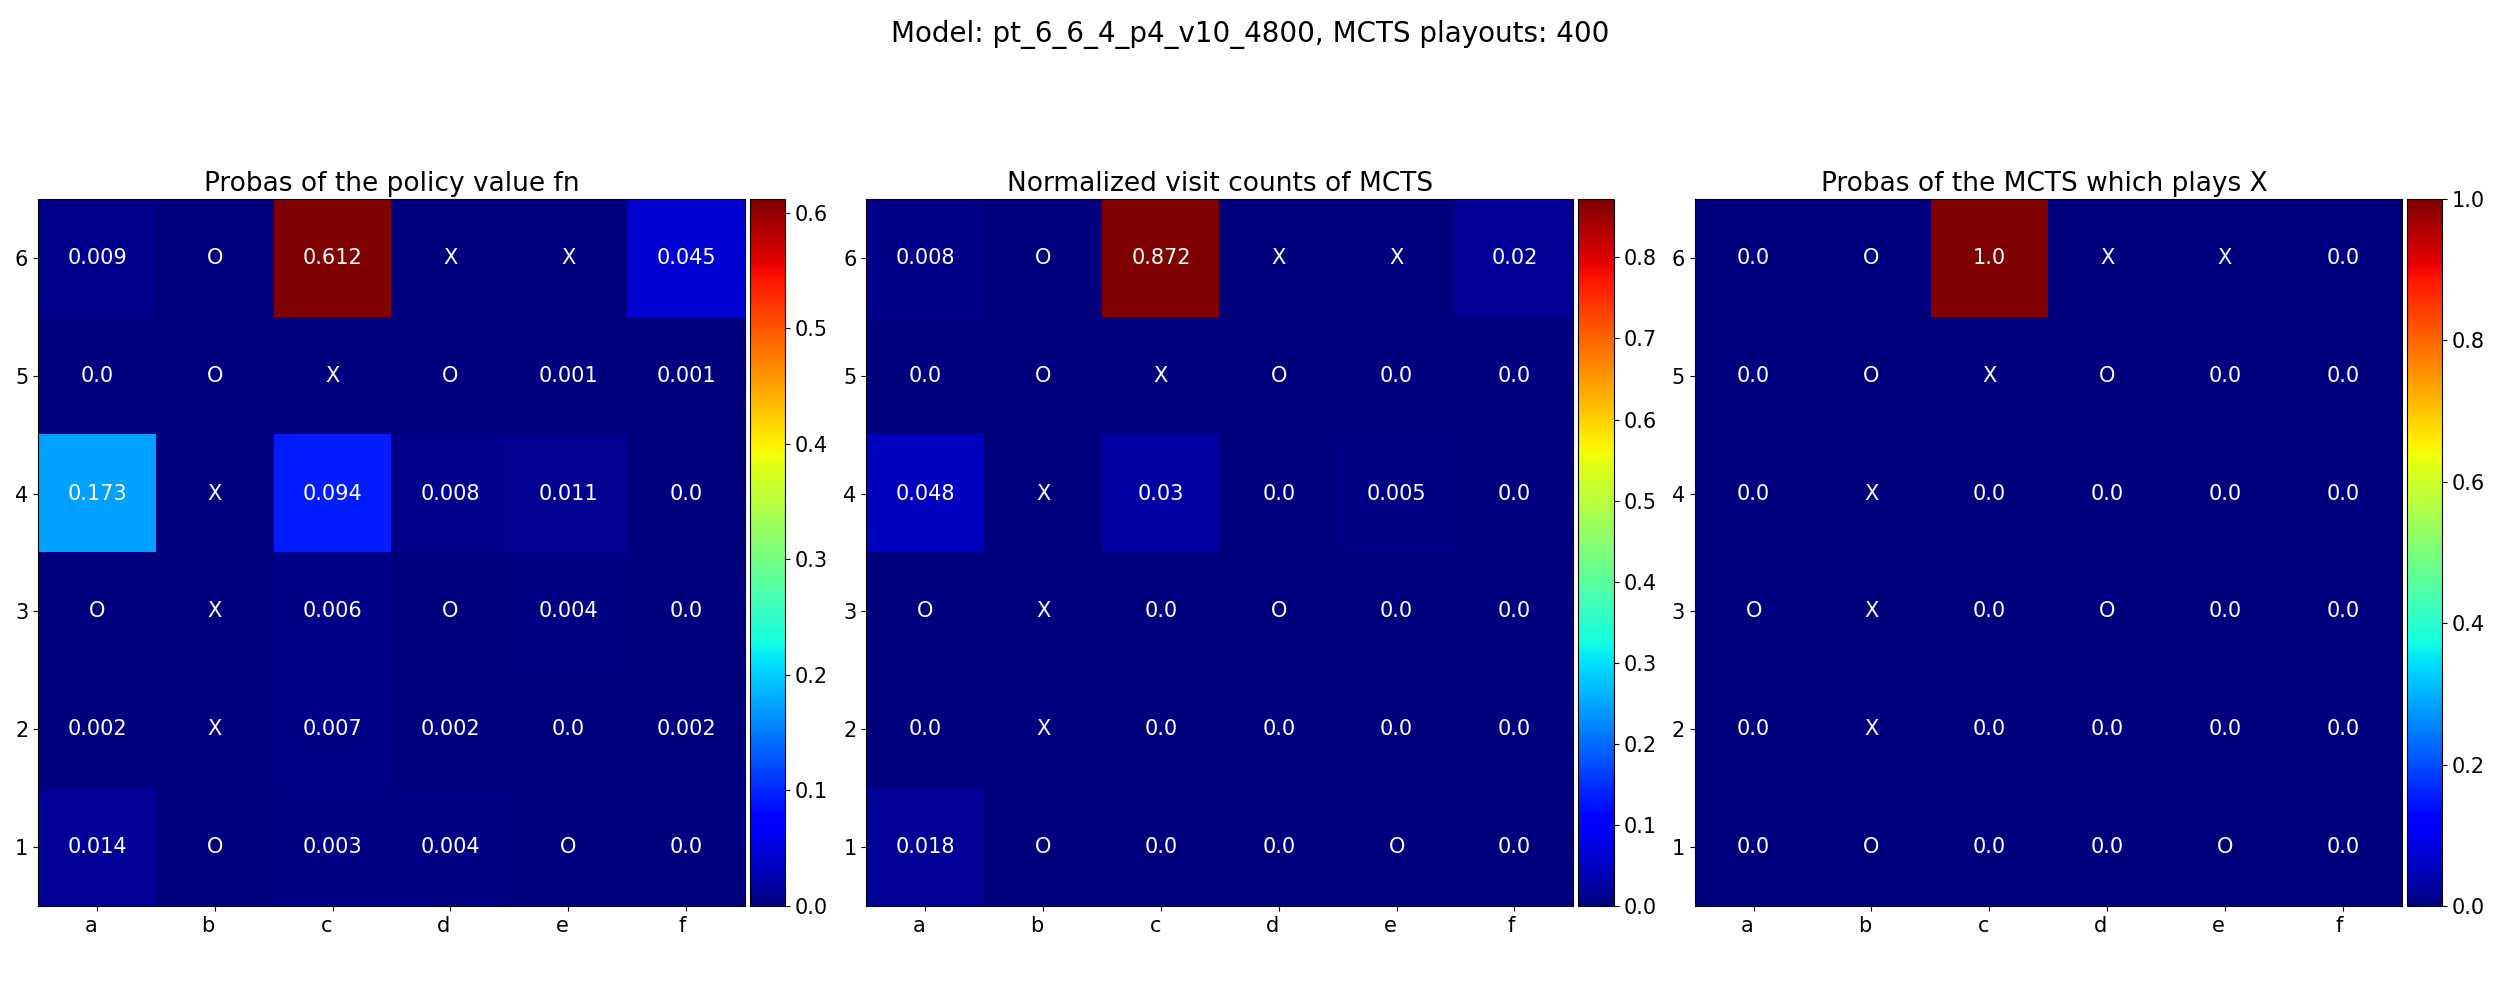 Model: pt_6_6_4_p4_v10_4800, MCTS playouts: 400
Probas of the policy value fn
6 0.009 O 0.612 X X 0.045
5 0.0 O X O 0.001 0.001
4 0.173 X 0.094 0.008 0.011 0.0
3 O X 0.006 O 0.004 0.0
2 0.002 X 0.007 0.002 0.0 0.002
1 0.014 O 0.003 0.004 O 0.0
a b c d e f
0.6
0.5
0.4
0.3
0.2
0.1
0.0
Normalized visit counts of MCTS
6 0.008 O 0.872 X X 0.02
5 0.0 O X O 0.0 0.0
4 0.048 X 0.03 0.0 0.005 0.0
3 O X 0.0 O 0.0 0.0
2 0.0 X 0.0 0.0 0.0 0.0
1 0.018 O 0.0 0.0 O 0.0
a b c d e f
0.8
0.7
0.6
0.5
0.4
0.3
0.2
0.1
0.0
Probas of the MCTS which plays X
6 0.0 O 1.0 X X 0.0
5 0.0 O X O 0.0 0.0
4 0.0 X 0.0 0.0 0.0 0.0
3 O X 0.0 O 0.0 0.0
2 0.0 X 0.0 0.0 0.0 0.0
1 0.0 O 0.0 0.0 O 0.0
a b c d e f
1.0
0.8
0.6
0.4
0.2
0.0